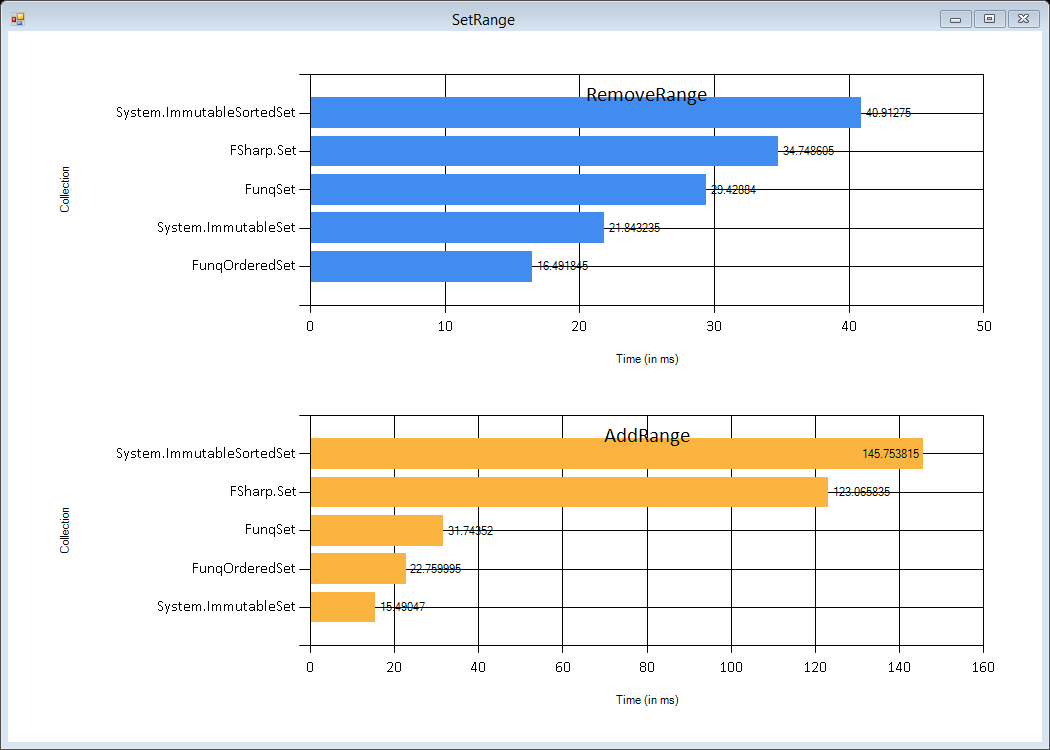 SetRange
RemoveRange
Collection
System.ImmutableSortedSet 40.91275
FSharp.Set 34.748605
FunqSet 29.42884
System.ImmutableSet 21.843235
FunqOrderedSet 16.491845
0 10 20 30 40 50
Time (in ms)
AddRange
Collection
System.ImmutableSortedSet 145.753815
FSharp.Set 123.065835
FunqSet 31.74352
FunqOrderedSet 22.759995
System.ImmutableSet 15.49047
0 20 40 60 80 100 120 140 160
Time (in ms)